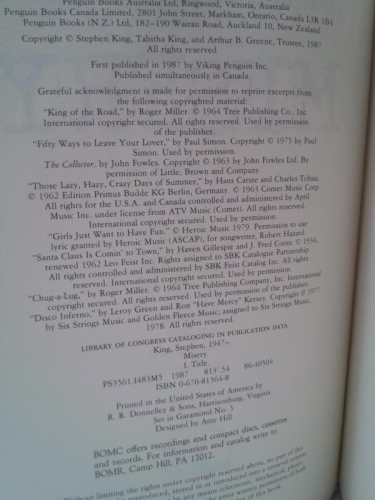 Penguin Books Australia Ltd, Ringwood, Victoria, Australia
Penguin Books Canada Limited, 2801 John Street, Markham, Ontario, Canada L3R 1B4
Penguin Books (N.Z.) Ltd, 182–190 Wairau Road, Auckland 10, New Zealand
Copyright © Stephen King, Tabitha King, and Arthur B. Greene, Trustee, 1987
All rights reserved
First published in 1987 by Viking Penguin Inc.
Published simultaneously in Canada
Grateful acknowledgment is made for permission to reprint excerpts from
the following copyrighted material:
"King of the Road," by Roger Miller. © 1964 Tree Publishing Co., Inc.
International copyright secured. All rights reserved. Used by permission
of the publisher.
"Fifty Ways to Leave Your Lover," by Paul Simon. Copyright © 1975 by Paul
Simon. Used by permission.
The Collector, by John Fowles. Copyright © 1963 by John Fowles Ltd. By
permission of Little, Brown and Company.
"Those Lazy, Hazy, Crazy Days of Summer," by Hans Carste and Charles Tobias.
© 1962 Edition Primus Budde KG Berlin, Germany. © 1963 Comet Music Corp.
All rights for the U.S.A. and Canada controlled and administered by April
Music Inc. under license from ATV Music (Comet). All rights reserved.
International copyright secured. Used by permission.
"Girls Just Want to Have Fun." © Heroic Music 1979. Permission to use
lyric granted by Heroic Music (ASCAP), for songwriter, Robert Hazard.
"Santa Claus Is Comin' to Town," by Haven Gillespie and J. Fred Coots. © 1934,
renewed 1962 Leo Feist Inc. Rights assigned to SBK Catalogue Partnership.
All rights controlled and administered by SBK Feist Catalog Inc. All rights
reserved. International copyright secured. Used by permission.
"Chug-a-Lug," by Roger Miller. © 1964 Tree Publishing Company, Inc. International
copyright secured. All rights reserved. Used by permission of the publisher.
"Disco Inferno," by Leroy Green and Ron "Have Mercy" Kersey. Copyright © 1977
by Six Strings Music and Golden Fleece Music; assigned to Six Strings Music,
1978. All rights reserved.
LIBRARY OF CONGRESS CATALOGING IN PUBLICATION DATA
King, Stephen, 1947–
Misery.
I. Title.
PS3561.I483M5 1987 813'.54 86-40504
ISBN 0-670-81364-8
Printed in the United States of America by
R. R. Donnelley & Sons, Harrisonburg, Virginia
Set in Garamond No. 3
Designed by Amy Hill
BOMC offers recordings and compact discs, cassettes
and records. For information and catalog write to
BOMR, Camp Hill, PA 17012.
Without limiting the rights under copyright reserved above, no part of this